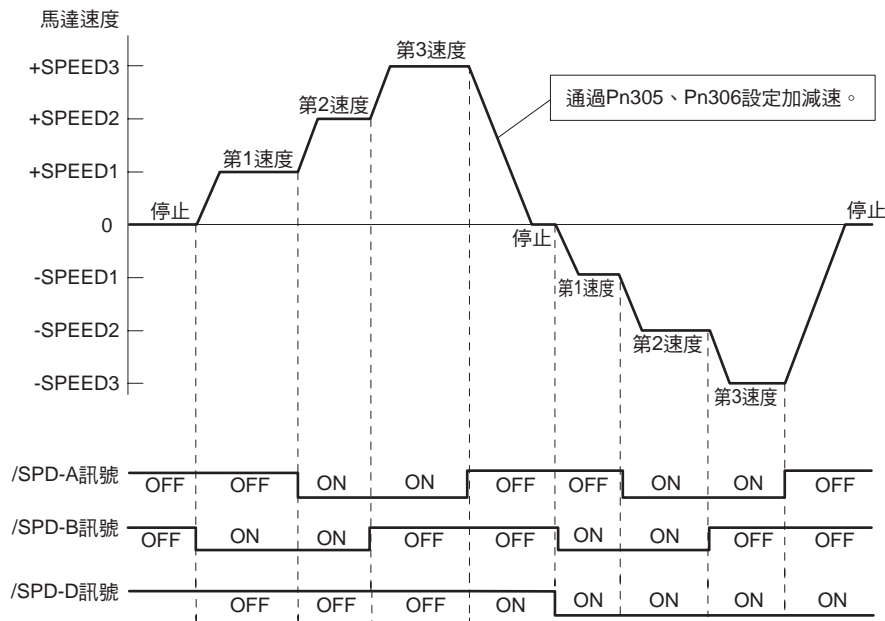 馬達速度
+SPEED3
第3速度
通過Pn305、Pn306設定加減速。
+SPEED2
第2速度
+SPEED1
第1速度
停止
停止
0
停止
-SPEED1
第1速度
-SPEED2
第2速度
-SPEED3
第3速度
/SPD-A訊號
OFF OFF ON ON OFF OFF ON ON OFF
/SPD-B訊號
OFF ON ON OFF OFF ON ON OFF OFF
/SPD-D訊號
OFF OFF OFF ON ON ON ON ON